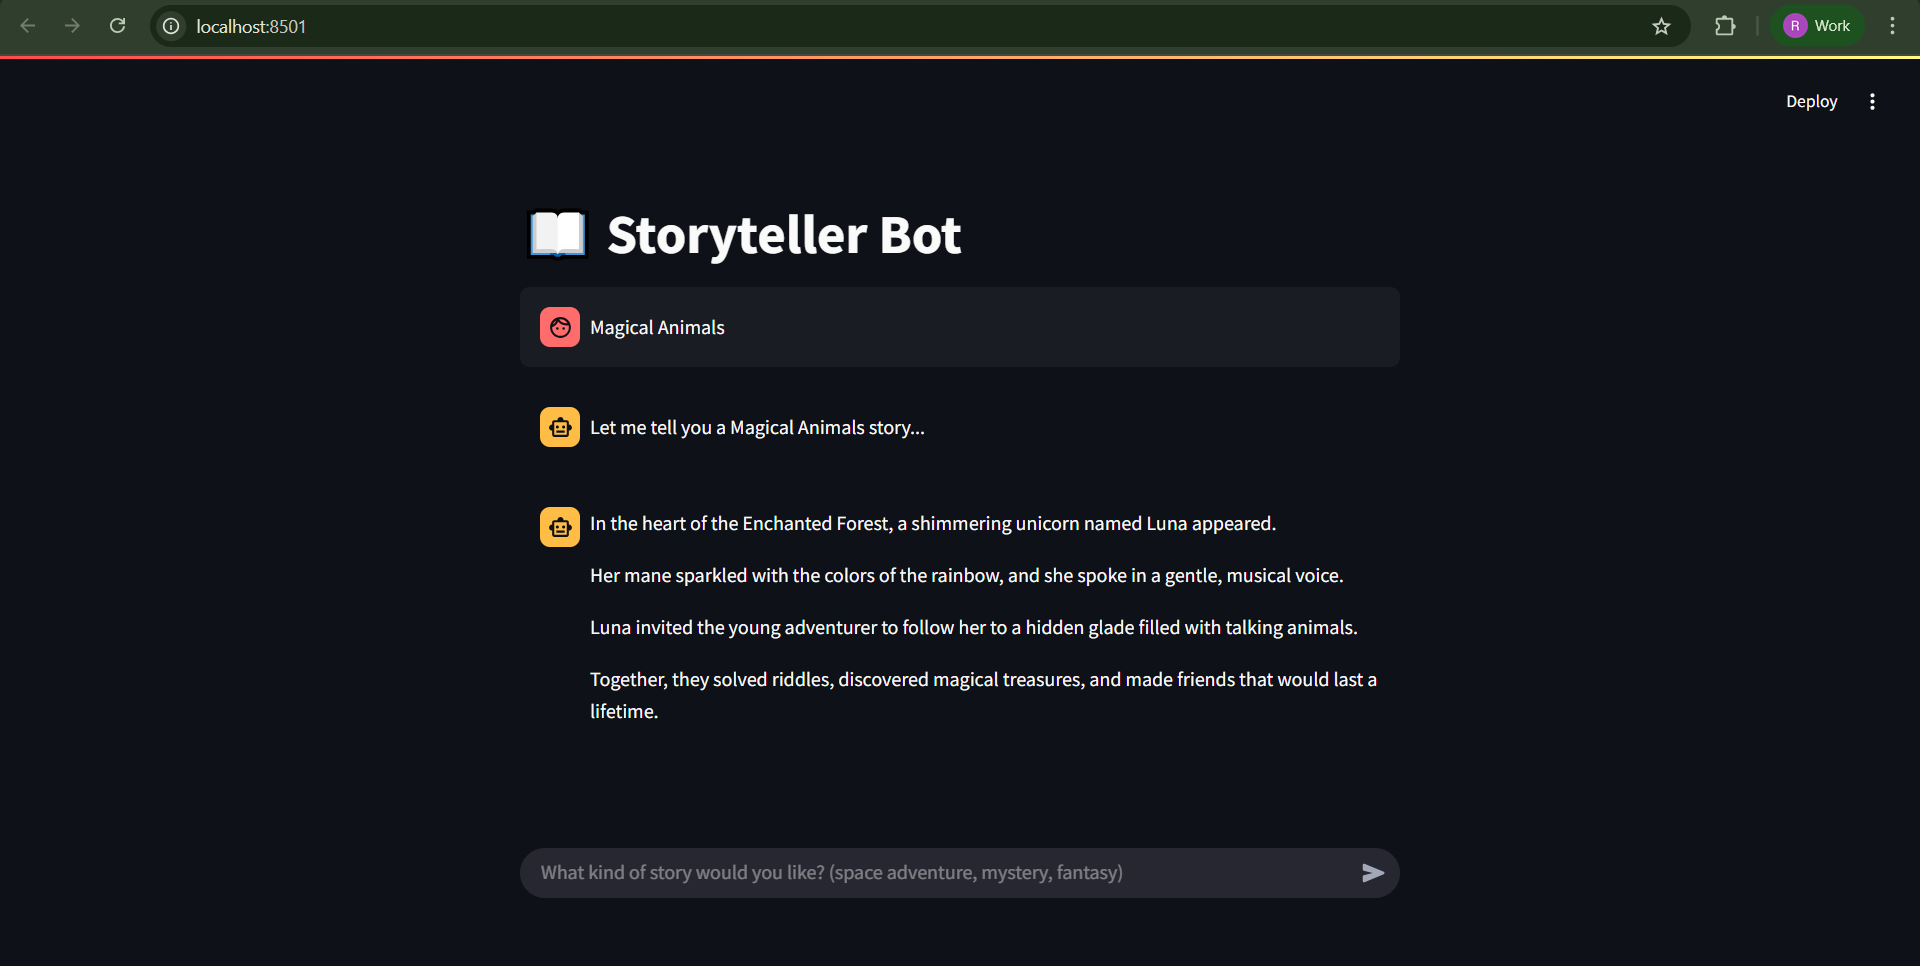 localhost:8501
R Work
Deploy
Storyteller Bot
Magical Animals
Let me tell you a Magical Animals story...
In the heart of the Enchanted Forest, a shimmering unicorn named Luna appeared.
Her mane sparkled with the colors of the rainbow, and she spoke in a gentle, musical voice.
Luna invited the young adventurer to follow her to a hidden glade filled with talking animals.
Together, they solved riddles, discovered magical treasures, and made friends that would last a
lifetime.
What kind of story would you like? (space adventure, mystery, fantasy)